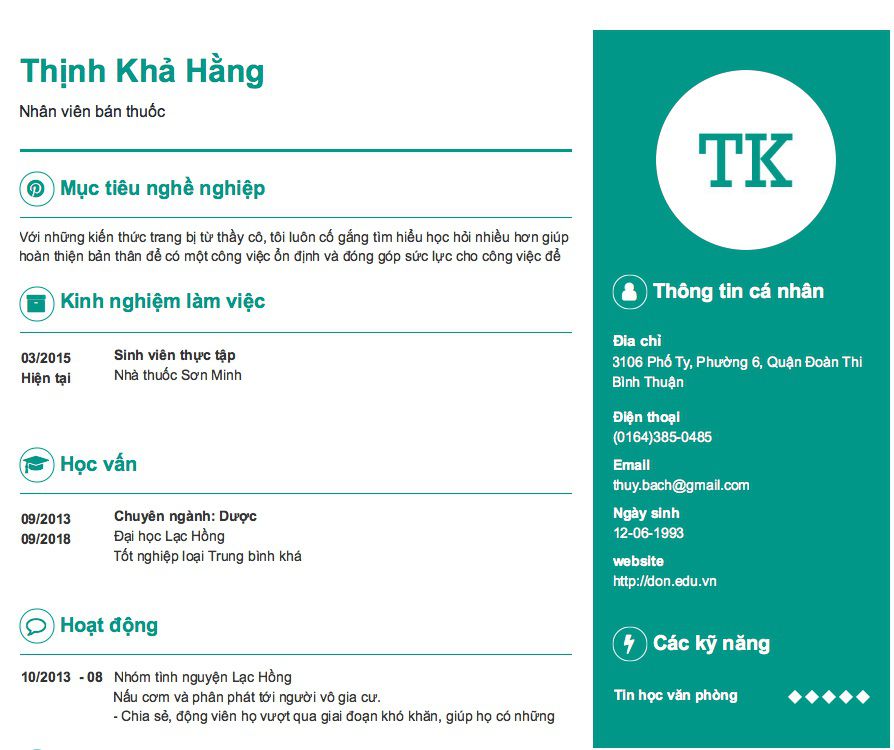 Thịnh Khả Hằng
Nhân viên bán thuốc
Mục tiêu nghề nghiệp
Với những kiến thức trang bị từ thầy cô, tôi luôn cố gắng tìm hiểu học hỏi nhiều hơn giúp
hoàn thiện bản thân để có một công việc ổn định và đóng góp sức lực cho công việc để
Kinh nghiệm làm việc
03/2015
Hiện tại
Sinh viên thực tập
Nhà thuốc Sơn Minh
Học vấn
09/2013
09/2018
Chuyên ngành: Dược
Đại học Lạc Hồng
Tốt nghiệp loại Trung bình khá
Hoạt động
10/2013 - 08 Nhóm tình nguyện Lạc Hồng
Nấu cơm và phân phát tới người vô gia cư.
- Chia sẻ, động viên họ vượt qua giai đoạn khó khăn, giúp họ có những
TK
Thông tin cá nhân
Địa chỉ
3106 Phố Ty, Phường 6, Quận Đoàn Thi
Bình Thuận
Điện thoại
(0164)385-0485
Email
thuy.bach@gmail.com
Ngày sinh
12-06-1993
website
http://don.edu.vn
Các kỹ năng
Tin học văn phòng